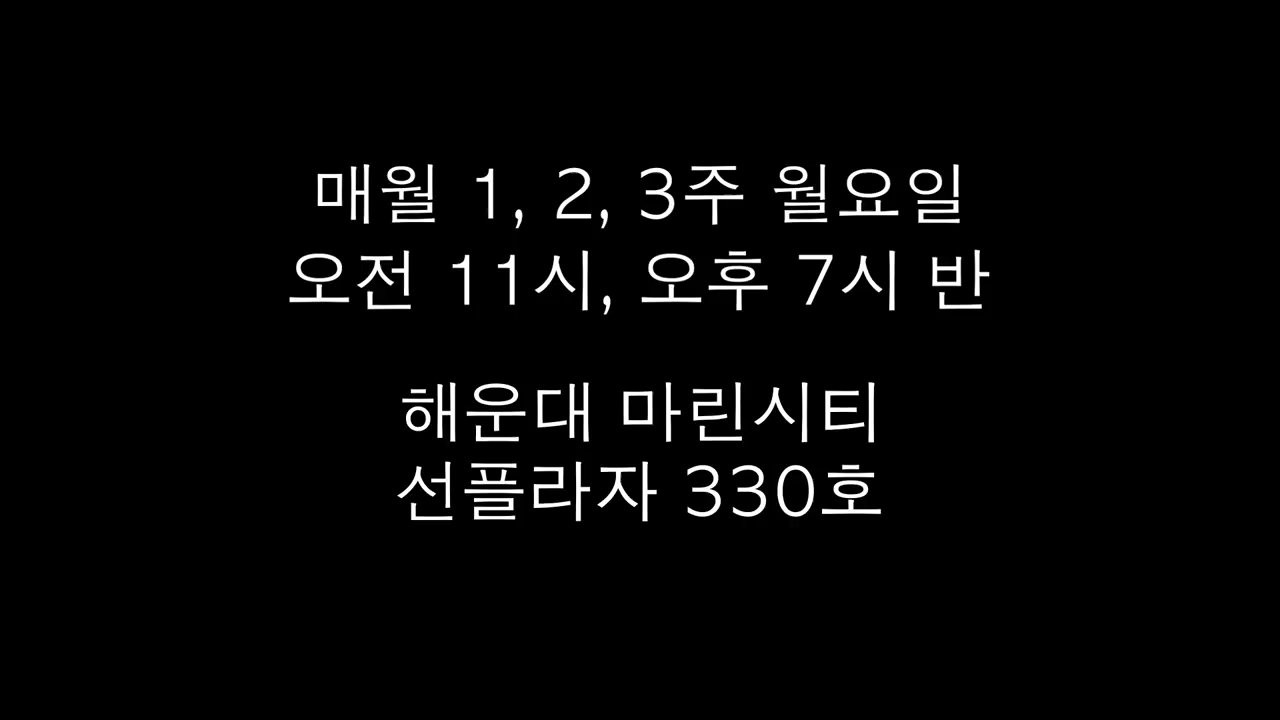 매월 1, 2, 3주 월요일
오전 11시, 오후 7시 반
해운대 마린시티
선플라자 330호